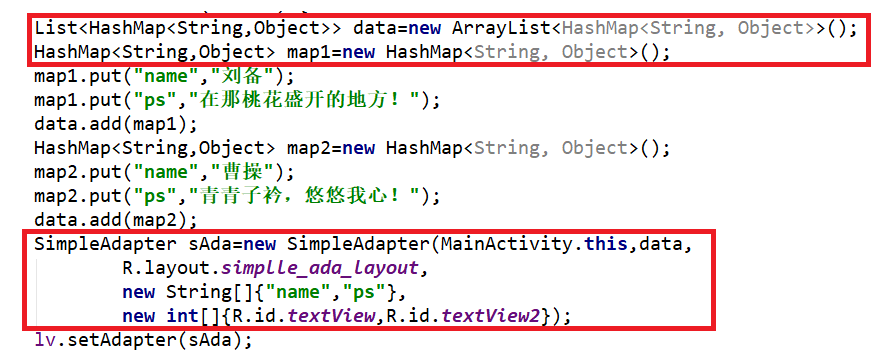 List<HashMap<String,Object>> data=new ArrayList<HashMap<String, Object>>();
HashMap<String,Object> map1=new HashMap<String, Object>();
map1.put("name","刘备");
map1.put("ps","在那桃花盛开的地方！");
data.add(map1);
HashMap<String,Object> map2=new HashMap<String, Object>();
map2.put("name","曹操");
map2.put("ps","青青子衿，悠悠我心！");
data.add(map2);
SimpleAdapter sAda=new SimpleAdapter(MainActivity.this,data,
R.layout.simplle_ada_layout,
new String[]{"name","ps"},
new int[]{R.id.textView,R.id.textView2});
lv.setAdapter(sAda);